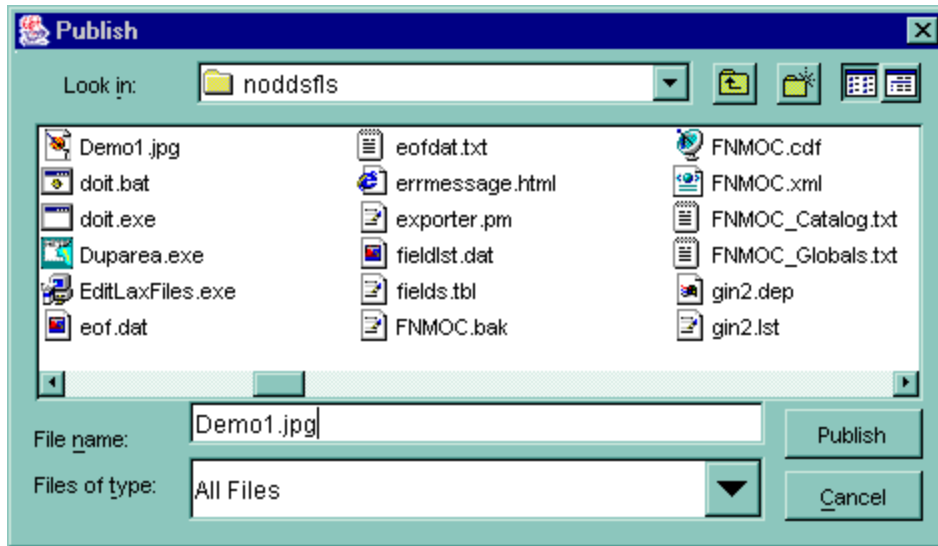 Publish
Look in: noddsfls
Demo1.jpg eofdat.txt FNMOC.cdf
doit.bat errmessage.html FNMOC.xml
doit.exe exporter.pm FNMOC_Catalog.txt
Duparea.exe fieldlst.dat FNMOC_Globals.txt
EditLaxFiles.exe fields.tbl gin2.dep
eof.dat FNMOC.bak gin2.lst
File name: Demo1.jpg Publish
Files of type: All Files Cancel